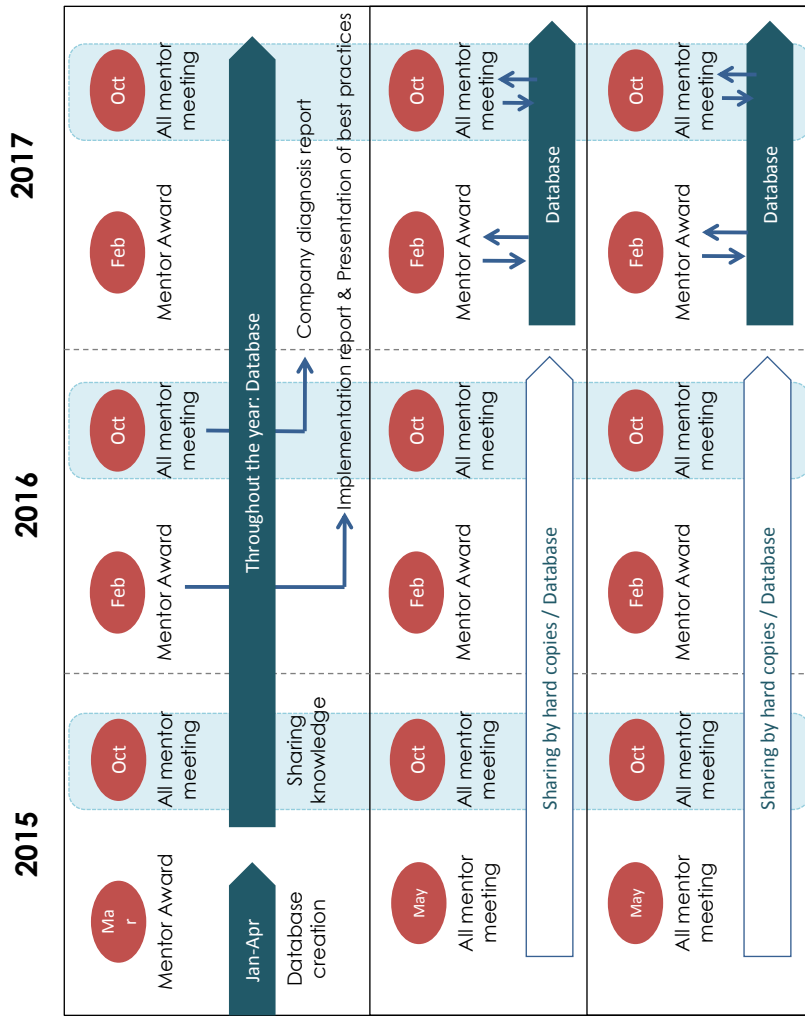 2015
2016
2017
Ma
r
Mentor Award
Oct
All mentor
meeting
Feb
Mentor Award
Oct
All mentor
meeting
Feb
Mentor Award
Oct
All mentor
meeting
Jan-Apr
Throughout the year: Database
Database
creation
Sharing
knowledge
Company diagnosis report
Implementation report & Presentation of best practices
May
All mentor
meeting
Oct
All mentor
meeting
Feb
Mentor Award
Oct
All mentor
meeting
Feb
Mentor Award
Oct
All mentor
meeting
Sharing by hard copies / Database
Database
May
All mentor
meeting
Oct
All mentor
meeting
Feb
Mentor Award
Oct
All mentor
meeting
Feb
Mentor Award
Oct
All mentor
meeting
Sharing by hard copies / Database
Database